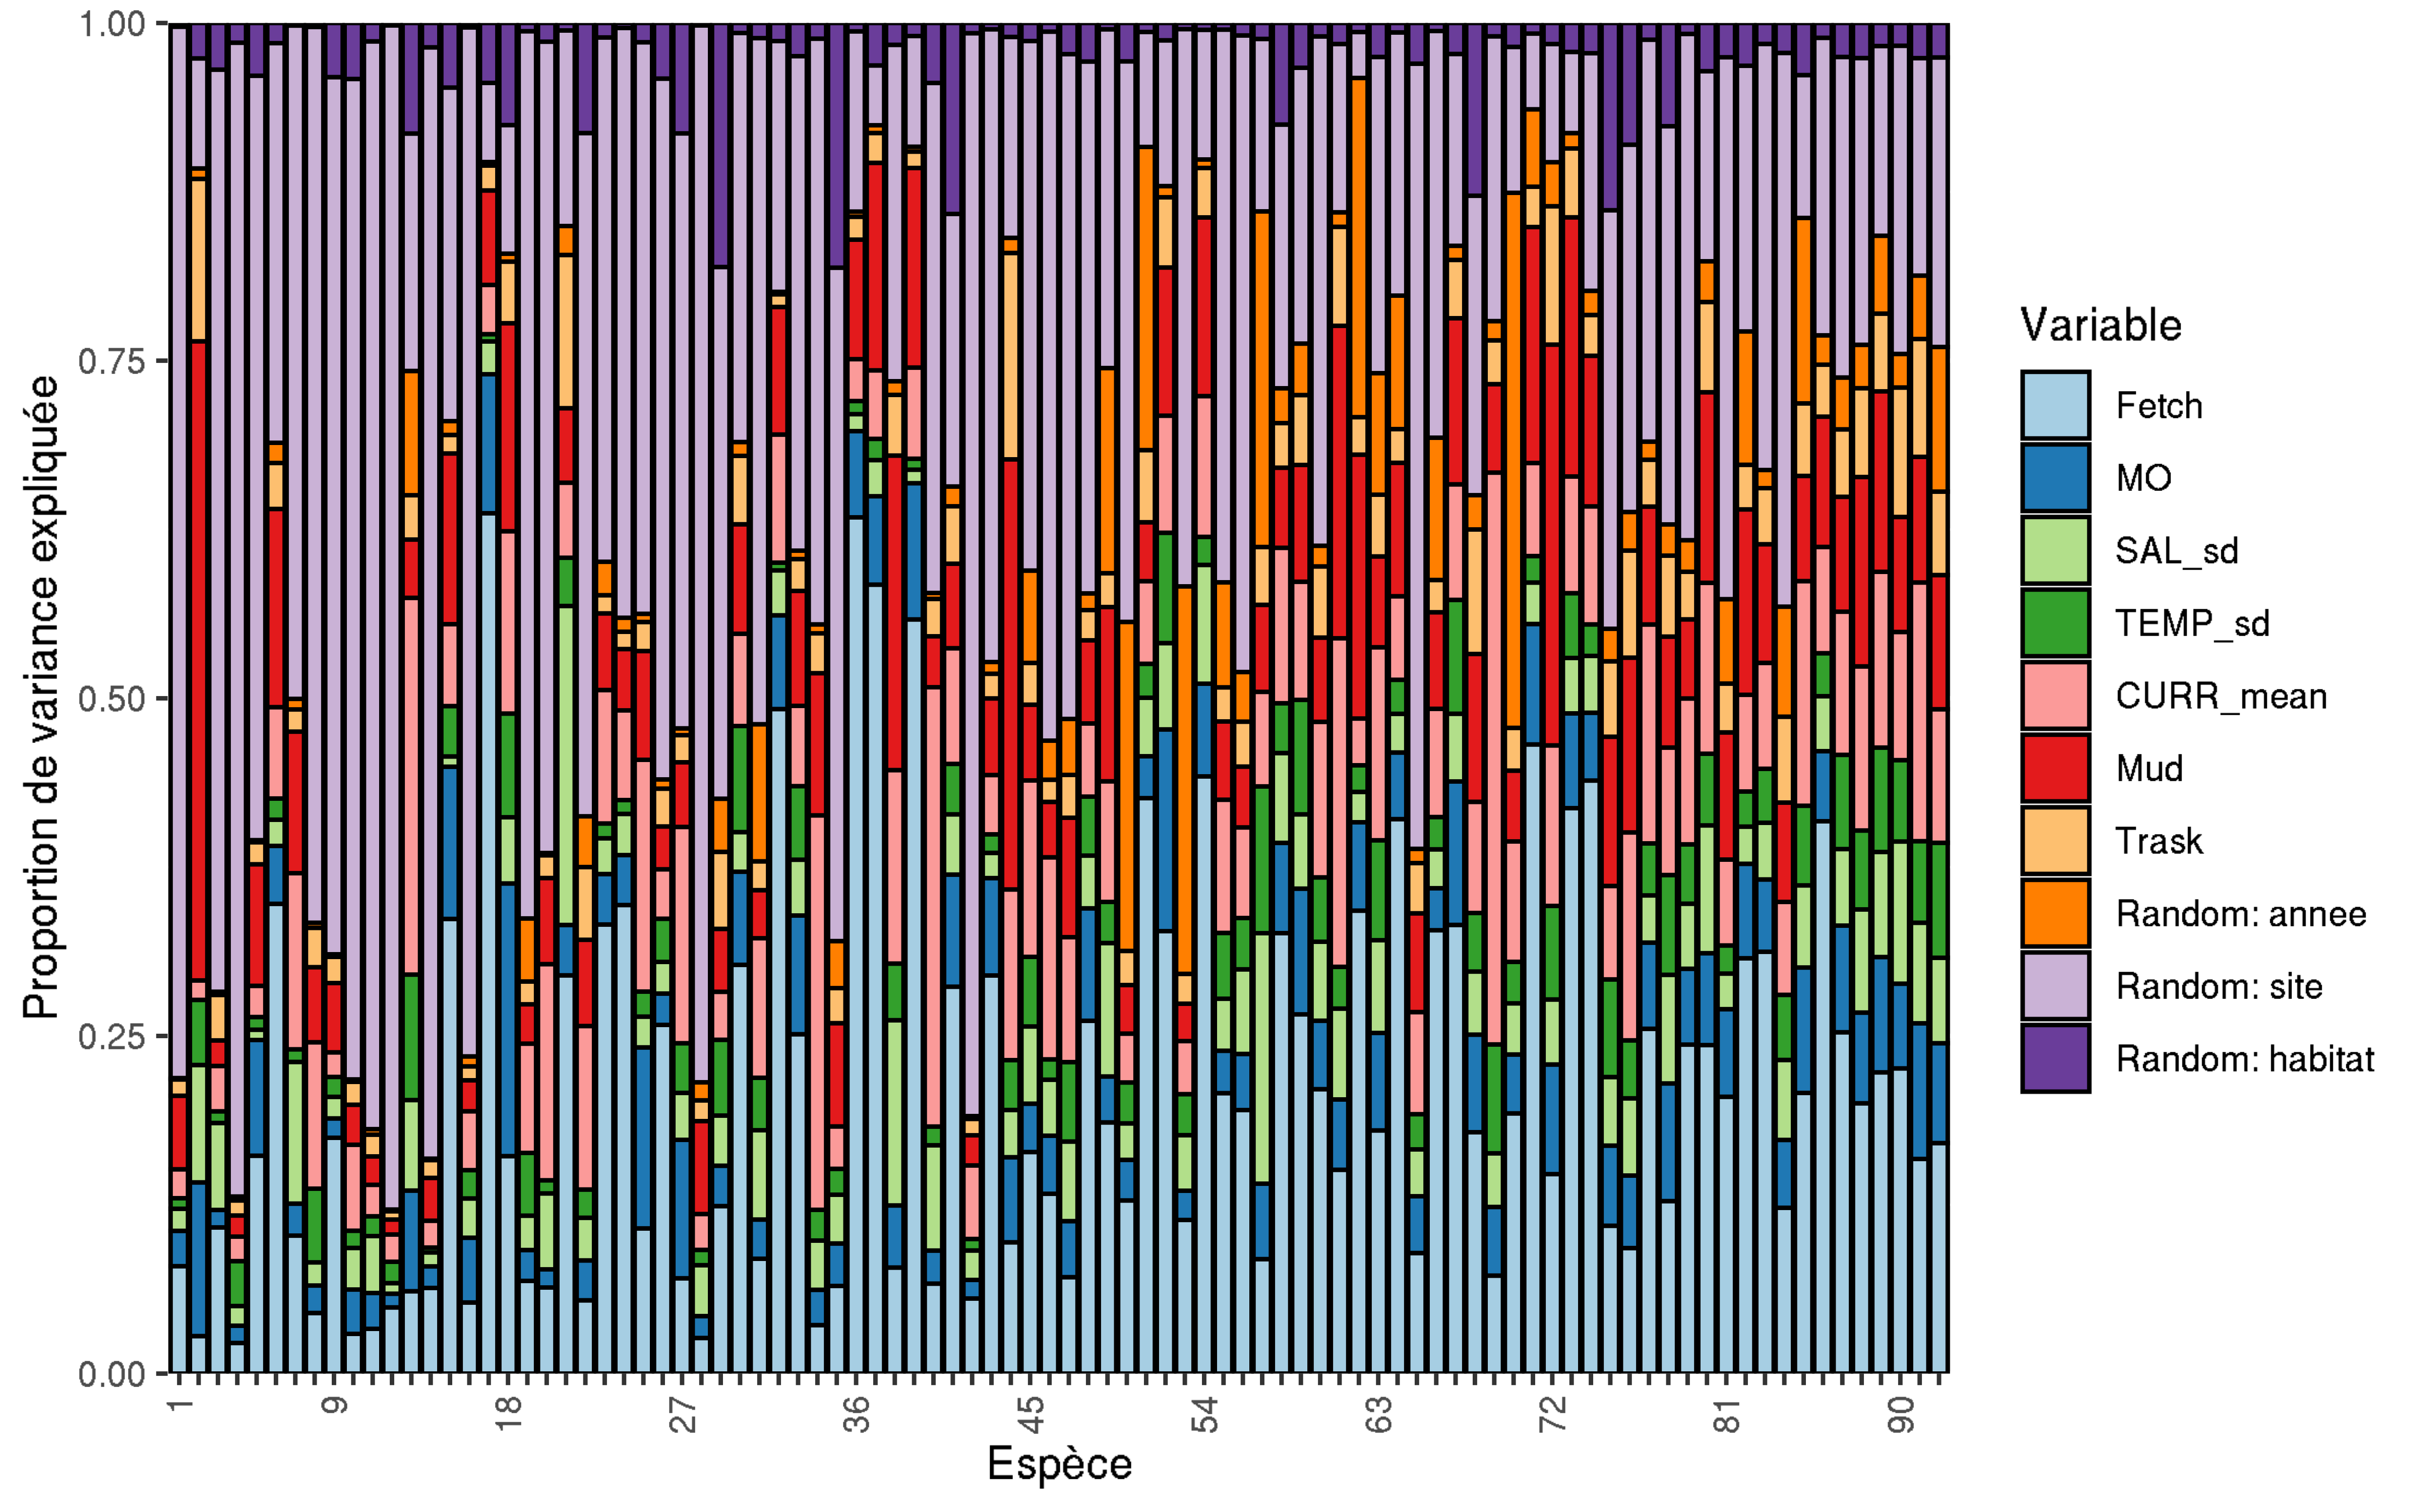 Proportion de variance expliquée
1.00
0.75
0.50
0.25
0.00
1
9
18
27
36
45
54
63
72
81
90
Espèce
Variable
Fetch
MO
SAL_sd
TEMP_sd
CURR_mean
Mud
Trask
Random: annee
Random: site
Random: habitat